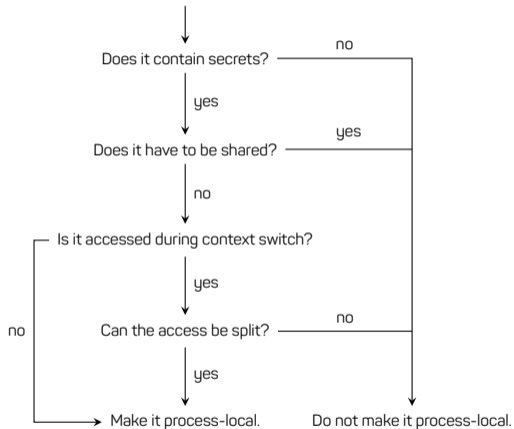 no
Does it contain secrets?
yes
yes
Does it have to be shared?
no
Is it accessed during context switch?
yes
no
no
Can the access be split?
yes
Make it process-local. Do not make it process-local.